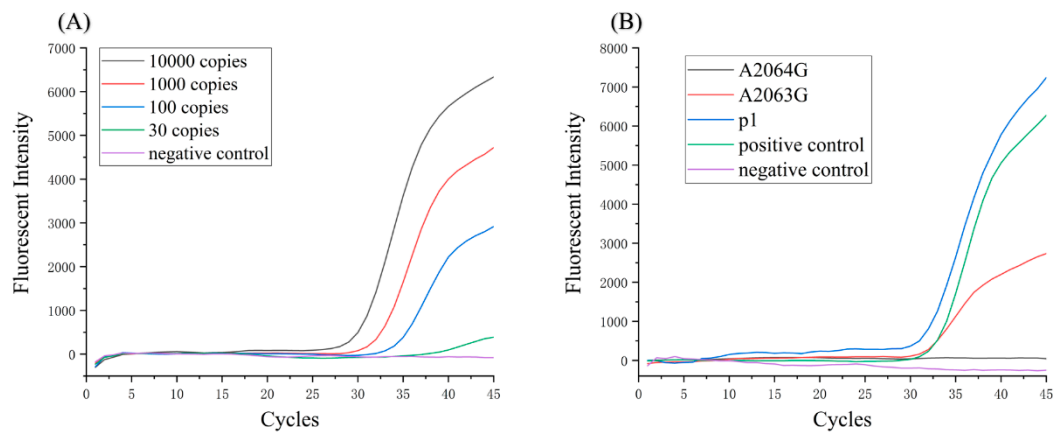 (A)
Fluorescent Intensity
7000
6000
5000
4000
3000
2000
1000
0
10000 copies
1000 copies
100 copies
30 copies
negative control
0 5 10 15 20 25 30 35 40 45
Cycles
(B)
Fluorescent Intensity
8000
7000
6000
5000
4000
3000
2000
1000
0
A2064G
A2063G
p1
positive control
negative control
0 5 10 15 20 25 30 35 40 45
Cycles